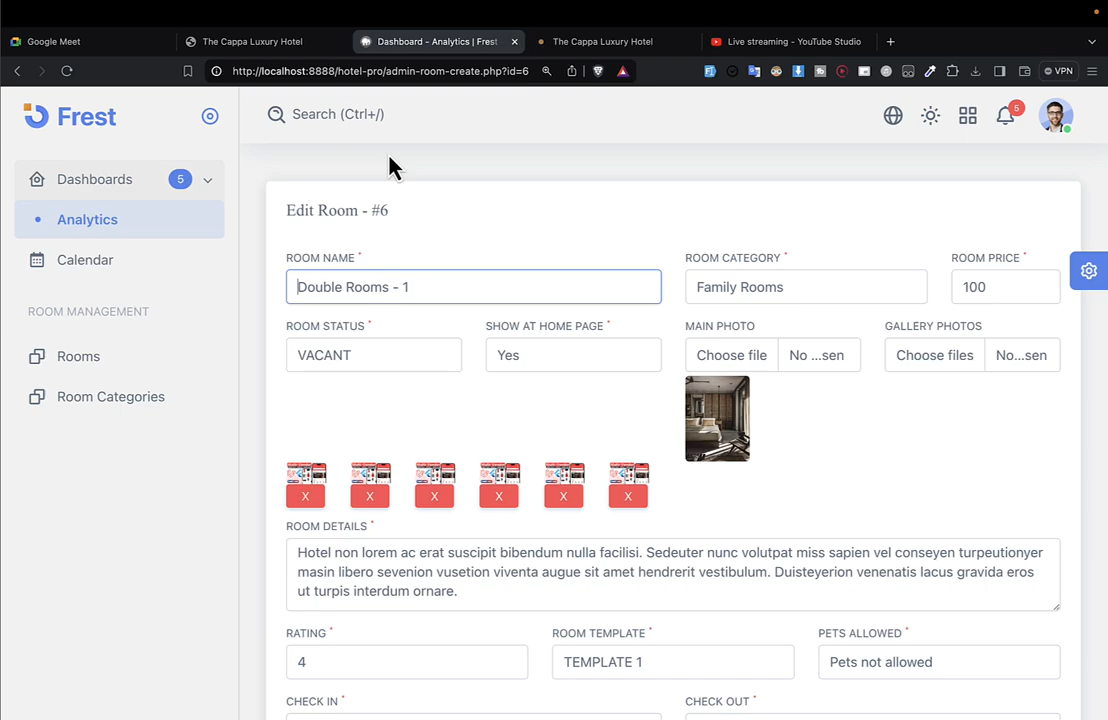 Google Meet
The Cappa Luxury Hotel
Dashboard - Analytics | Frest
The Cappa Luxury Hotel
Live streaming - YouTube Studio
http://localhost:8888/hotel-pro/admin-room-create.php?id=6
VPN
Frest
Search (Ctrl+/)
5
Dashboards
5
Analytics
Calendar
ROOM MANAGEMENT
Rooms
Room Categories
Edit Room - #6
ROOM NAME *
ROOM CATEGORY *
ROOM PRICE *
Double Rooms - 1
Family Rooms
100
ROOM STATUS *
SHOW AT HOME PAGE *
MAIN PHOTO
GALLERY PHOTOS
VACANT
Yes
Choose file
No ...sen
Choose files
No...sen
X
X
X
X
X
X
ROOM DETAILS *
Hotel non lorem ac erat suscipit bibendum nulla facilisi. Sedeuter nunc volutpat miss sapien vel conseyen turpeutionyer
masin libero sevenion vusetion viventa augue sit amet hendrerit vestibulum. Duisteyerion venenatis lacus gravida eros
ut turpis interdum ornare.
RATING *
ROOM TEMPLATE *
PETS ALLOWED *
4
TEMPLATE 1
Pets not allowed
CHECK IN *
CHECK OUT *